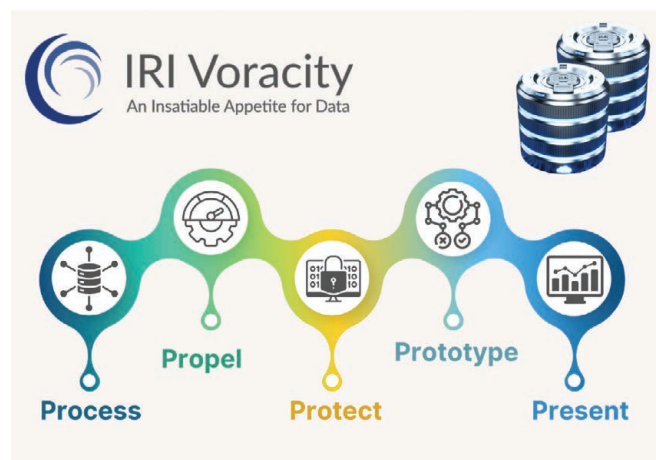 IRI Voracity
An Insatiable Appetite for Data
Process
Propel
Protect
Prototype
Present